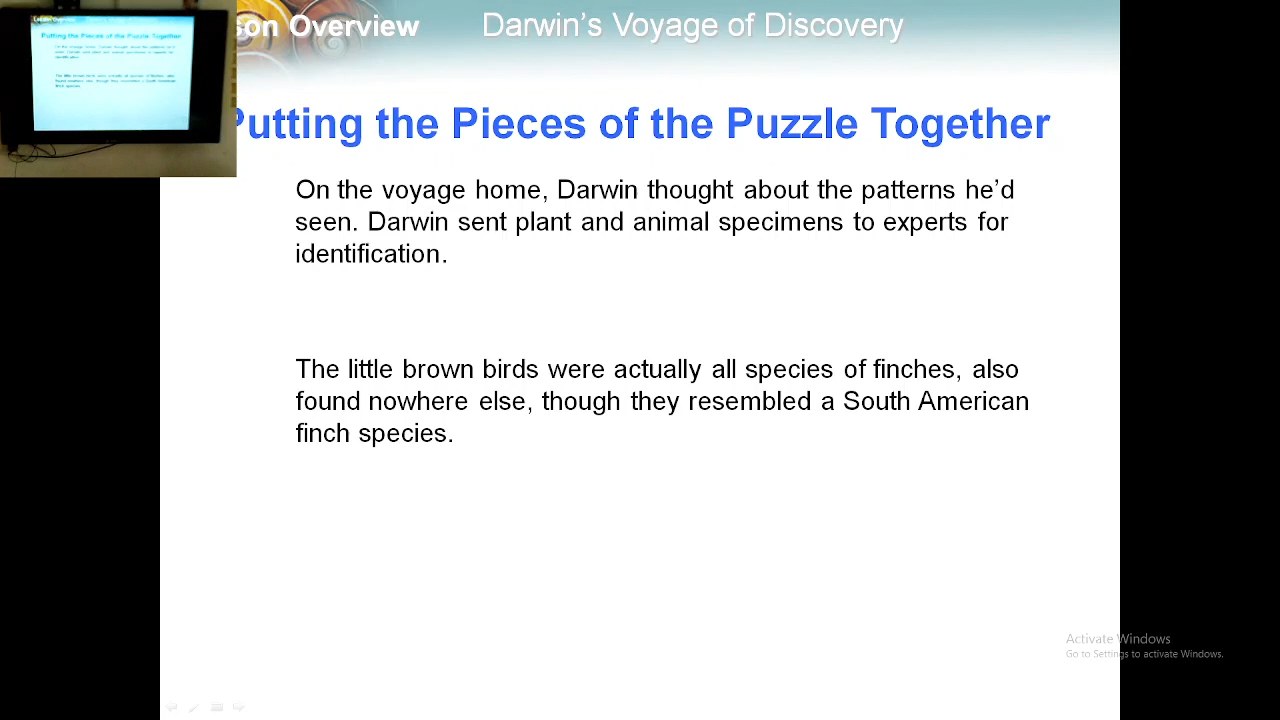 son Overview
Darwin’s Voyage of Discovery
Putting the Pieces of the Puzzle Together
On the voyage home, Darwin thought about the patterns he’d
seen. Darwin sent plant and animal specimens to experts for
identification.
The little brown birds were actually all species of finches, also
found nowhere else, though they resembled a South American
finch species.
Activate Windows
Go to Settings to activate Windows.